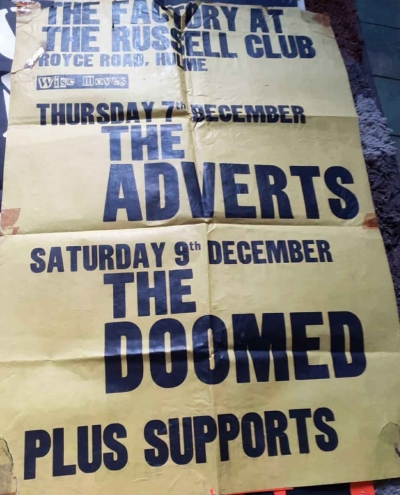 THE FACTORY AT
THE RUSSELL CLUB
ROYCE ROAD, HULME
Wise Moves
THURSDAY 7th DECEMBER
THE
ADVERTS
SATURDAY 9th DECEMBER
THE
DOOMED
PLUS SUPPORTS